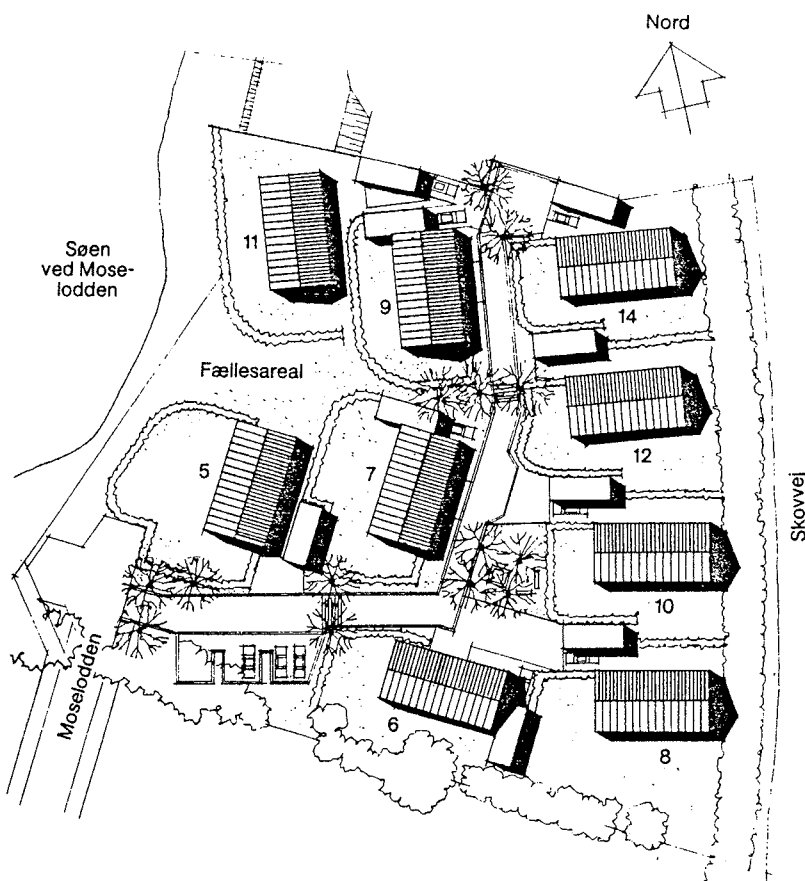 Nord
Søen
ved Mose-
lodden
11
9
14
Fællesareal
12
5
7
Skovvej
10
Moselodden
6
8